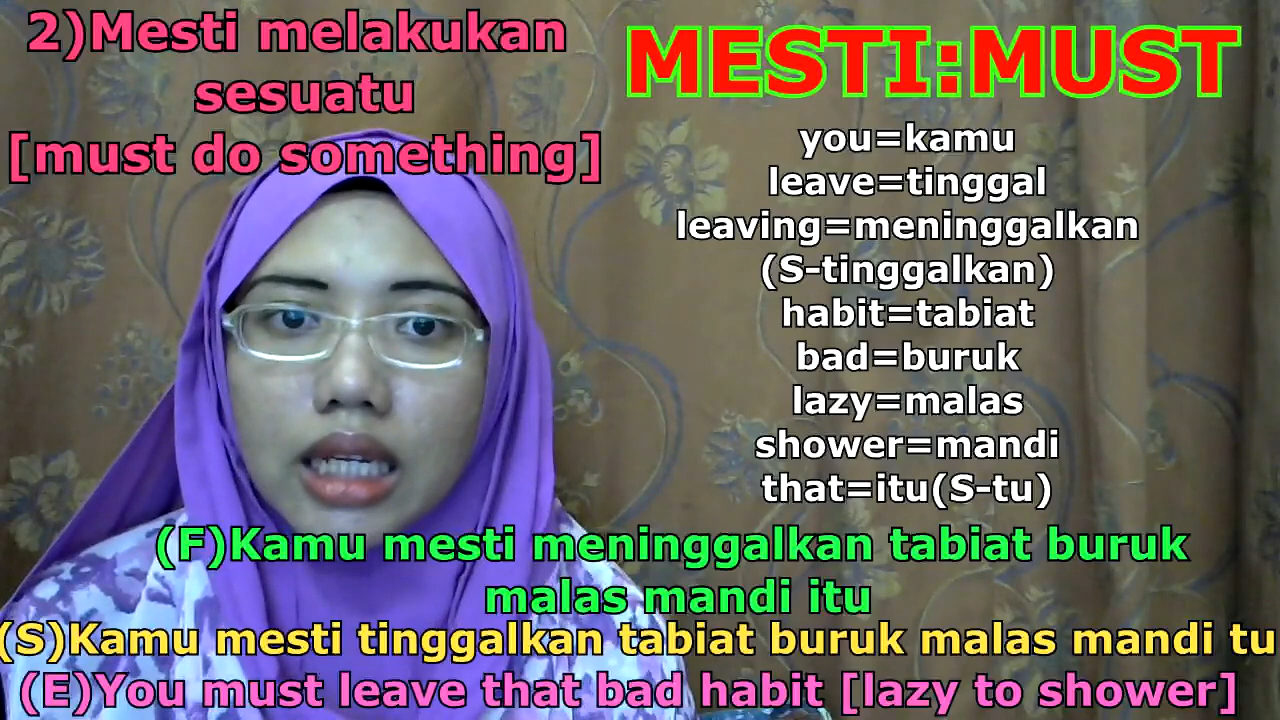 2)Mesti melakukan
sesuatu
[must do something]
MESTI:MUST
you=kamu
leave=tinggal
leaving=meninggalkan
(S-tinggalkan)
habit=tabiat
bad=buruk
lazy=malas
shower=mandi
that=itu(S-tu)
(F)Kamu mesti meninggalkan tabiat buruk
malas mandi itu
(S)Kamu mesti tinggalkan tabiat buruk malas mandi tu
(E)You must leave that bad habit [lazy to shower]